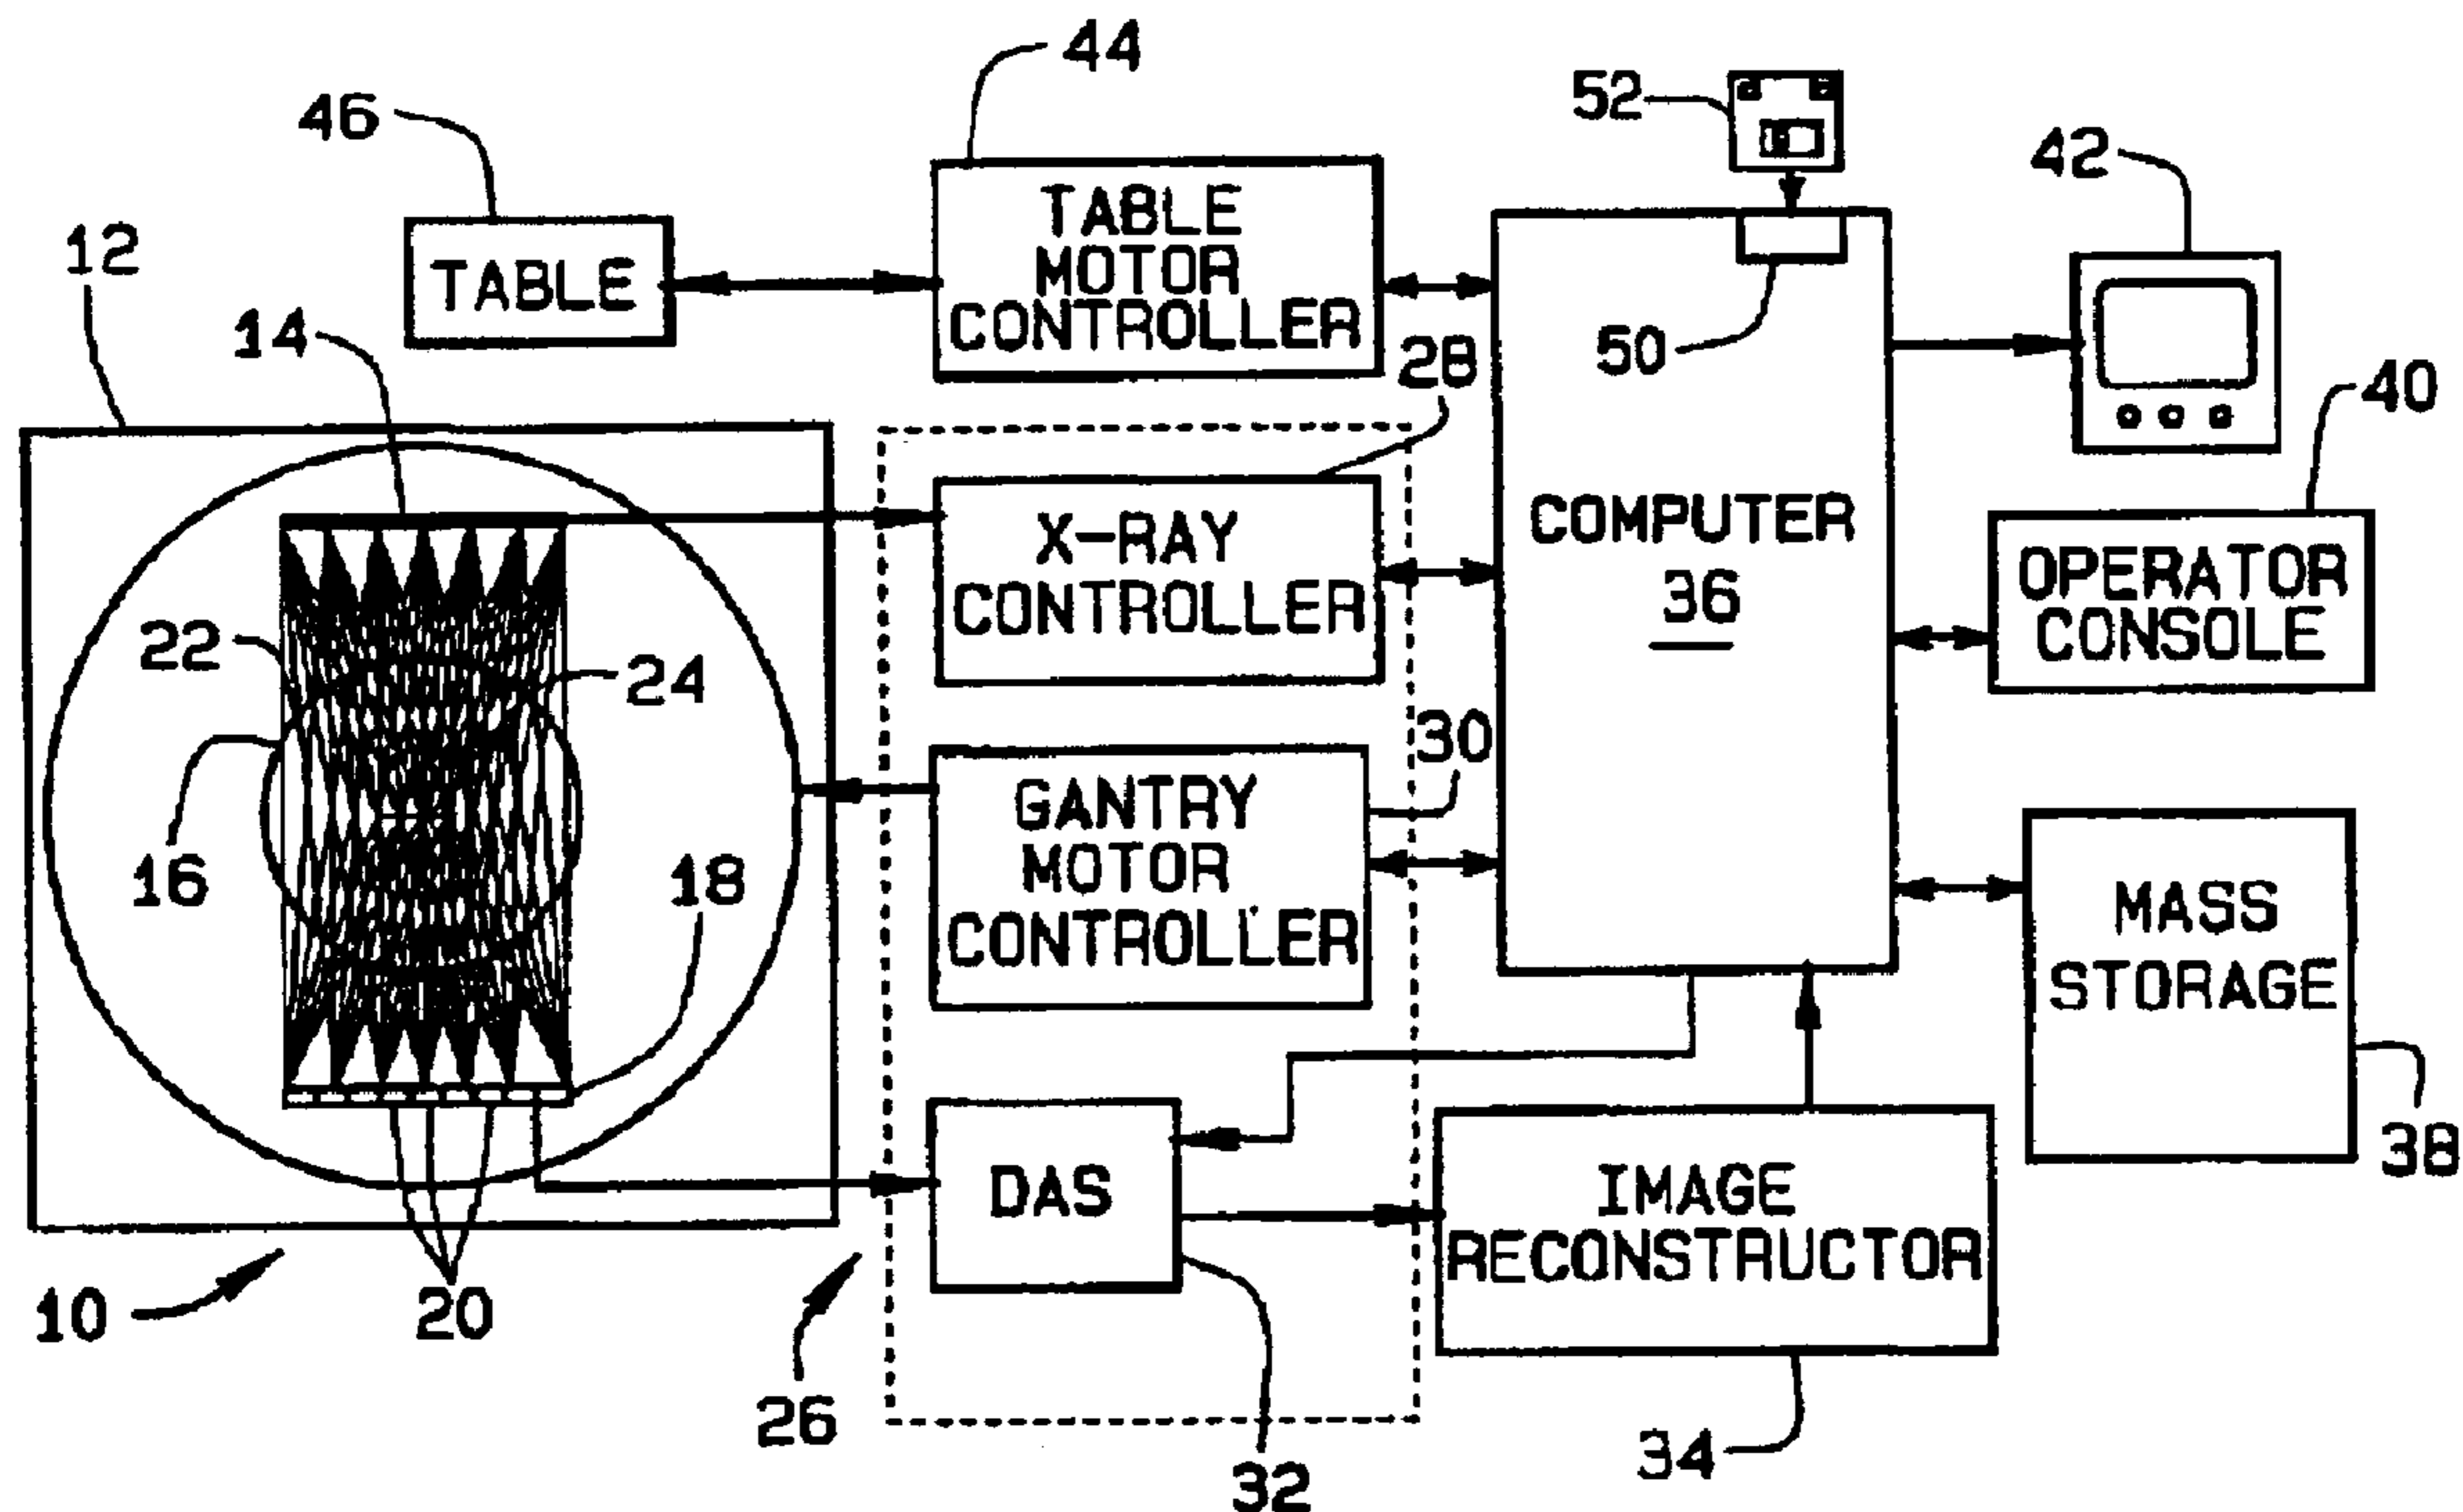 44
52
46
42
TABLE
MOTOR
CONTROLLER
12
TABLE
14
50
28
40
X-RAY
CONTROLLER
COMPUTER
36
OPERATOR
CONSOLE
22
24
30
GANTRY
MOTOR
CONTROLLER
16
18
MASS
STORAGE
38
DAS
IMAGE
RECONSTRUCTOR
10
20
26
32
34